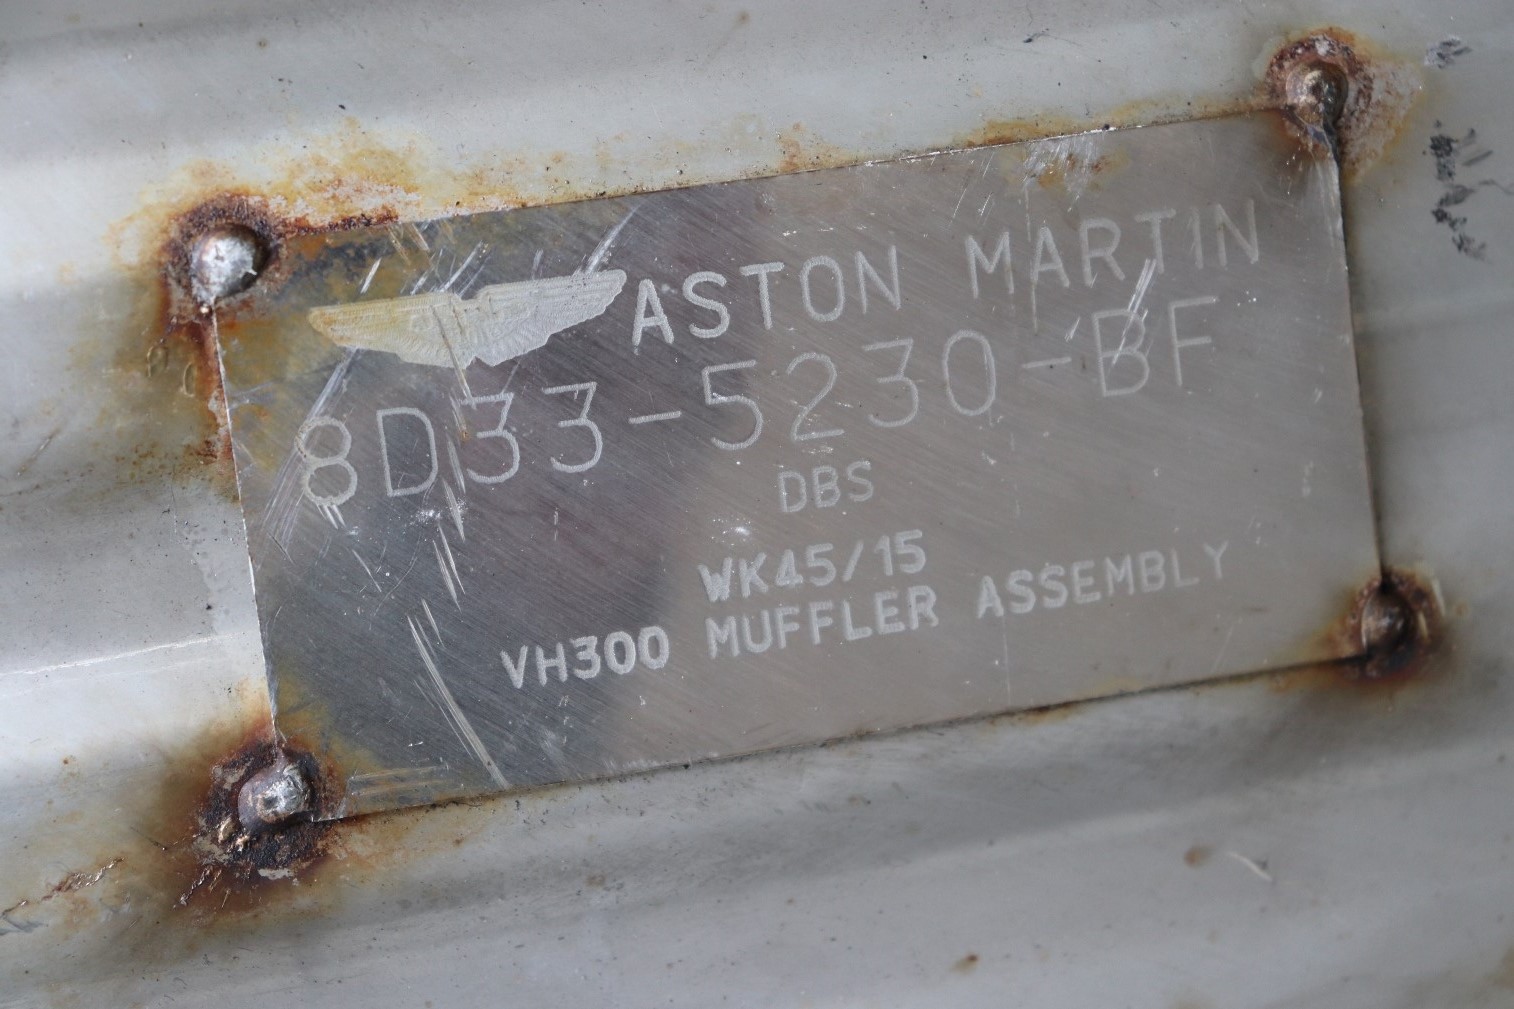 ASTON MARTIN
8D33-5230-BF
DBS
WK45/15
VH300 MUFFLER ASSEMBLY